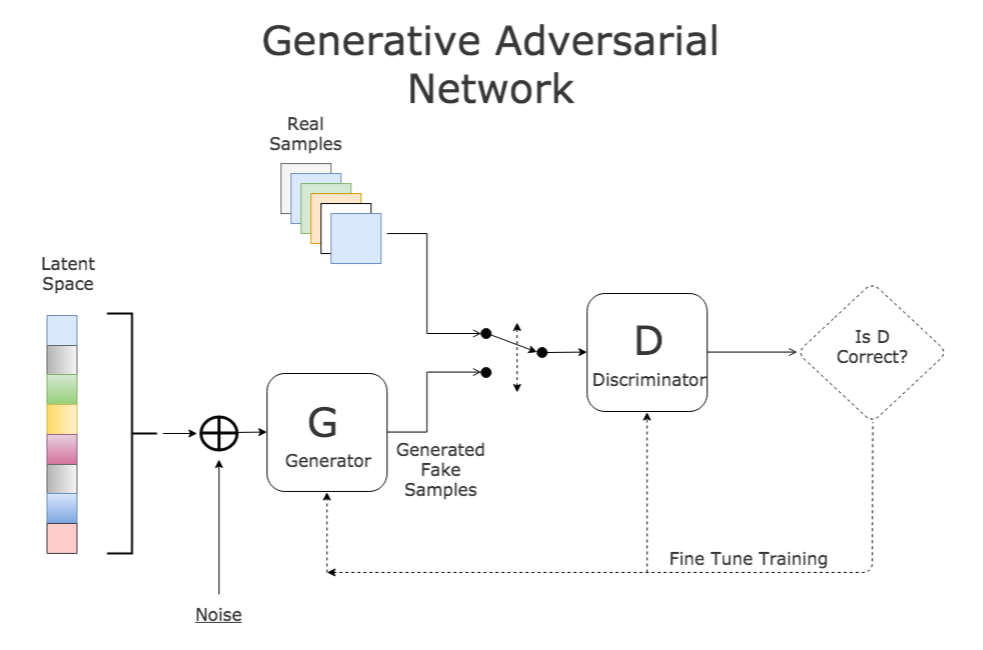 Generative Adversarial
Network
Real
Samples
Latent
Space
D
Discriminator
Is D
Correct?
G
Generator
Generated
Fake
Samples
Fine Tune Training
Noise